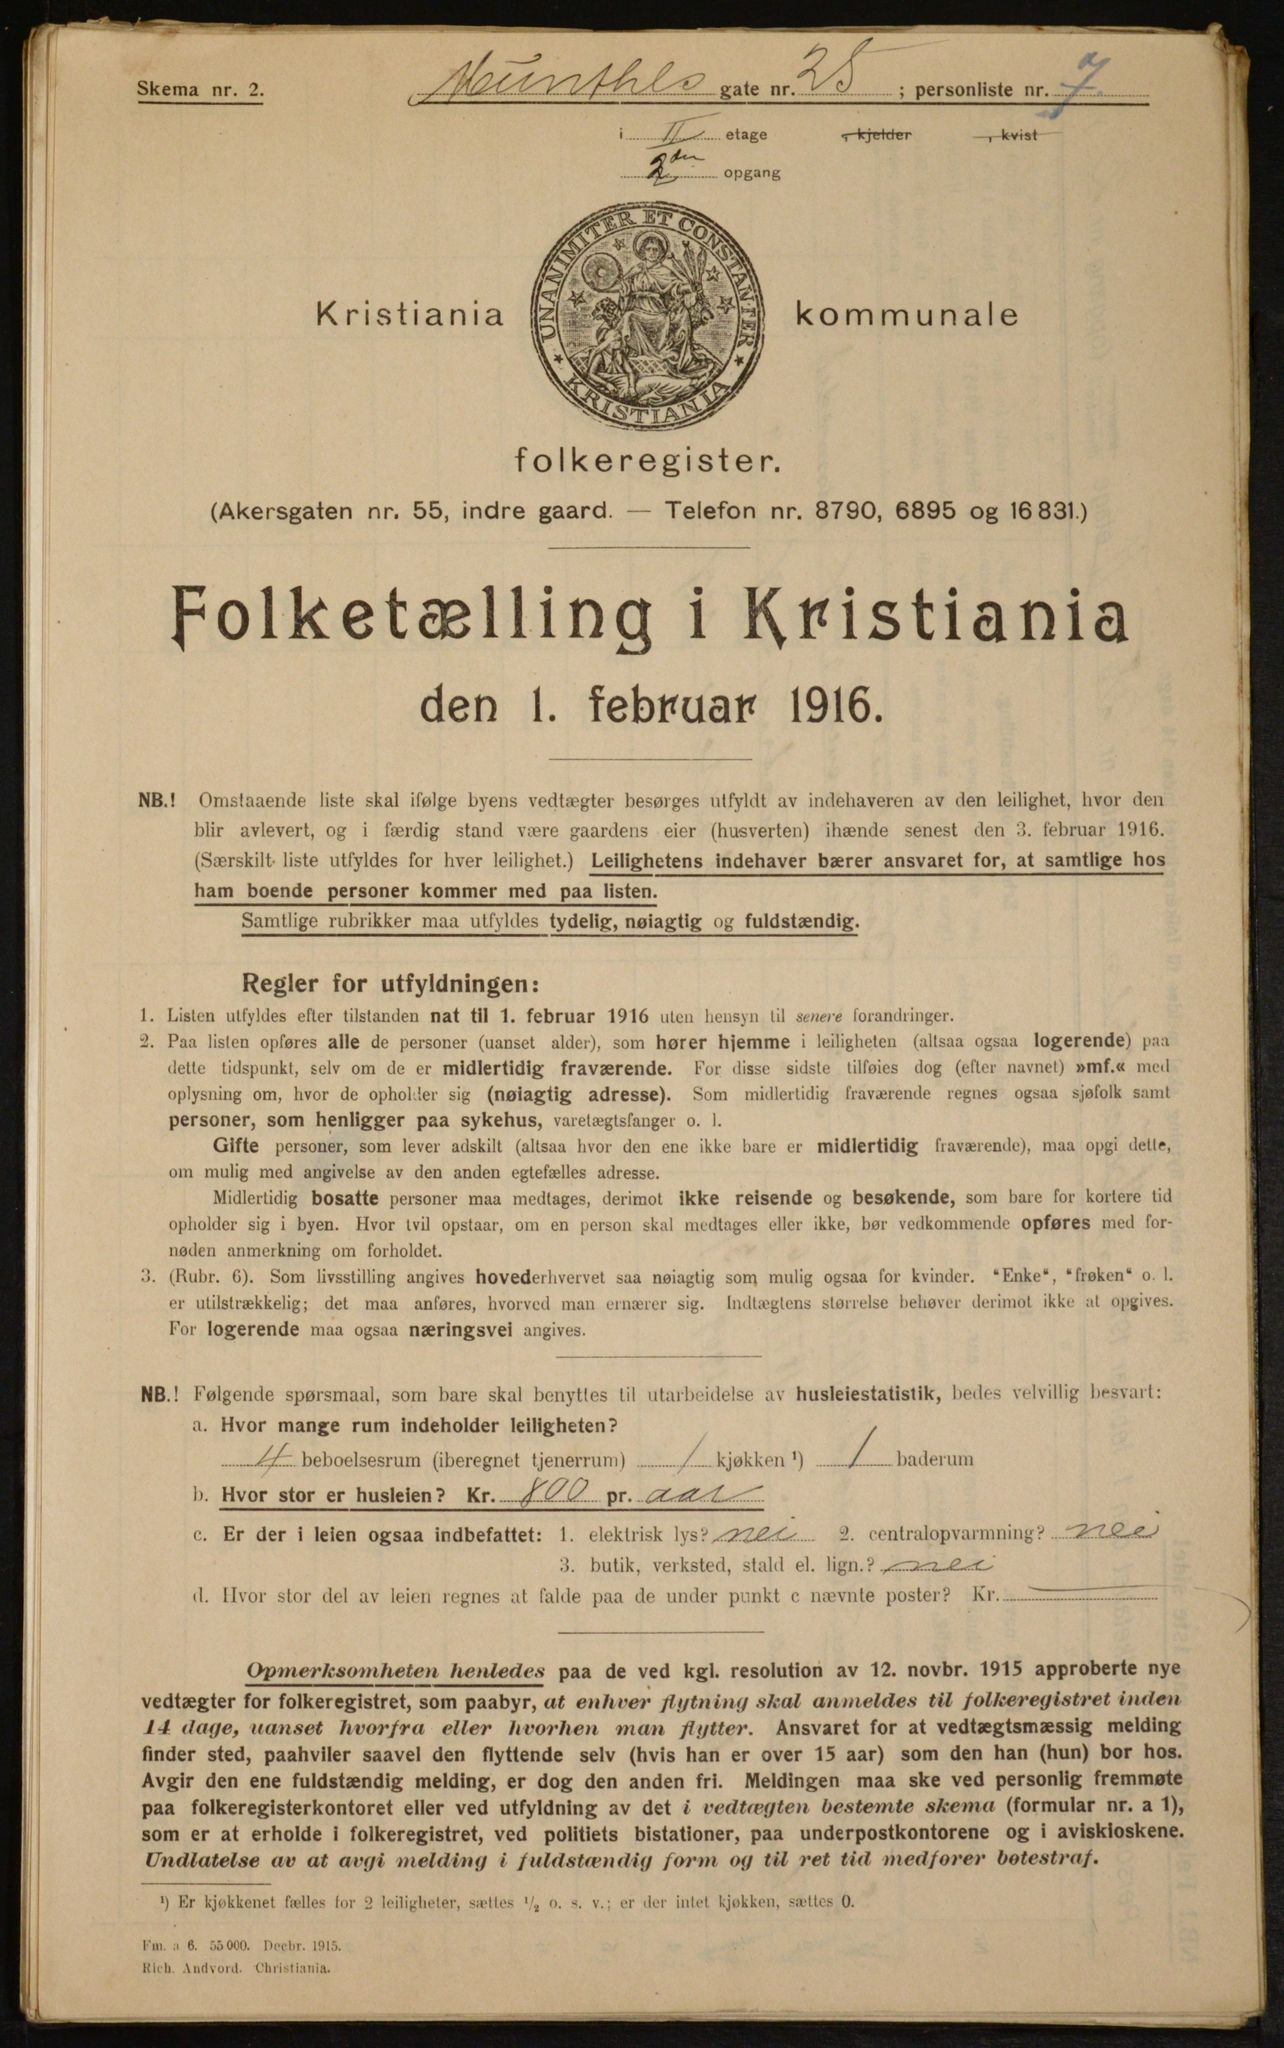 Skema nr. 2.
Munthes gate nr. 25 ; personliste nr. 7.
i II etage , kjelder , kvist
2den opgang
UNANIMITER ET CONSTANTER
KRISTIANIA
Kristiania kommunale
folkeregister.
(Akersgaten nr. 55, indre gaard. — Telefon nr. 8790, 6895 og 16831.)
Folketælling i Kristiania
den 1. februar 1916.
NB.! Omstaaende liste skal ifølge byens vedtægter besørges utfyldt av indehaveren av den leilighet, hvor den
blir avlevert, og i færdig stand være gaardens eier (husverten) ihænde senest den 3. februar 1916.
(Særskilt liste utfyldes for hver leilighet.) Leilighetens indehaver bærer ansvaret for, at samtlige hos
ham boende personer kommer med paa listen.
Samtlige rubrikker maa utfyldes tydelig, nøiagtig og fuldstændig.
Regler for utfyldningen:
1. Listen utfyldes efter tilstanden nat til 1. februar 1916 uten hensyn til senere forandringer.
2. Paa listen opføres alle de personer (uanset alder), som hører hjemme i leiligheten (altsaa ogsaa logerende) paa
dette tidspunkt, selv om de er midlertidig fraværende. For disse sidste tilføies dog (efter navnet) »mf.« med
oplysning om, hvor de opholder sig (nøiagtig adresse). Som midlertidig fraværende regnes ogsaa sjøfolk samt
personer, som henligger paa sykehus, varetægtsfanger o. l.
Gifte personer, som lever adskilt (altsaa hvor den ene ikke bare er midlertidig fraværende), maa opgi dette,
om mulig med angivelse av den anden egtefælles adresse.
Midlertidig bosatte personer maa medtages, derimot ikke reisende og besøkende, som bare for kortere tid
opholder sig i byen. Hvor tvil opstaar, om en person skal medtages eller ikke, bør vedkommende opføres med for-
nøden anmerkning om forholdet.
3. (Rubr. 6). Som livsstilling angives hovederhvervet saa nøiagtig som mulig ogsaa for kvinder. "Enke", "frøken" o. l.
er utilstrækkelig; det maa anføres, hvorved man ernærer sig. Indtægtens størrelse behøver derimot ikke at opgives.
For logerende maa ogsaa næringsvei angives.
NB.! Følgende spørsmaal, som bare skal benyttes til utarbeidelse av husleiestatistik, bedes velvillig besvart:
a. Hvor mange rum indeholder leiligheten?
4 beboelsesrum (iberegnet tjenerrum) 1 kjøkken ¹) 1 baderum
b. Hvor stor er husleien? Kr. 800 pr. aar
c. Er der i leien ogsaa indbefattet: 1. elektrisk lys? nei 2. centralopvarmning? nei
3. butik, verksted, stald el. lign.? nei
d. Hvor stor del av leien regnes at falde paa de under punkt c nævnte poster? Kr.
Opmerksomheten henledes paa de ved kgl. resolution av 12. novbr. 1915 approberte nye
vedtægter for folkeregistret, som paabyr, at enhver flytning skal anmeldes til folkeregistret inden
14 dage, uanset hvorfra eller hvorhen man flytter. Ansvaret for at vedtægtsmæssig melding
finder sted, paahviler saavel den flyttende selv (hvis han er over 15 aar) som den han (hun) bor hos.
Avgir den ene fuldstændig melding, er dog den anden fri. Meldingen maa ske ved personlig fremmøte
paa folkeregisterkontoret eller ved utfyldning av det i vedtægten bestemte skema (formular nr. a 1),
som er at erholde i folkeregistret, ved politiets bistationer, paa underpostkontorene og i aviskioskene.
Undlatelse av at avgi melding i fuldstændig form og til ret tid medfører bøtestraf.
¹) Er kjøkkenet fælles for 2 leiligheter, sættes ½ o. s. v.; er der intet kjøkken, sættes 0.
Fm. a 6. 55000. Decbr. 1915.
Rich. Andvord. Christiania.